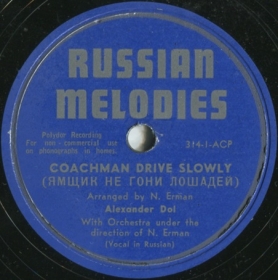 RUSSIAN
MELODIES
Popular Recording
For non-commercial use
on phonographs in homes.
314-1-ACP
COACHMAN DRIVE SLOWLY
(ЯМЩИК НЕ ГОНИ ЛОШАДЕЙ)
Arranged by N. Erman
Alexander Dol
With Orchestra under the
direction of N. Erman
(Vocal in Russian)